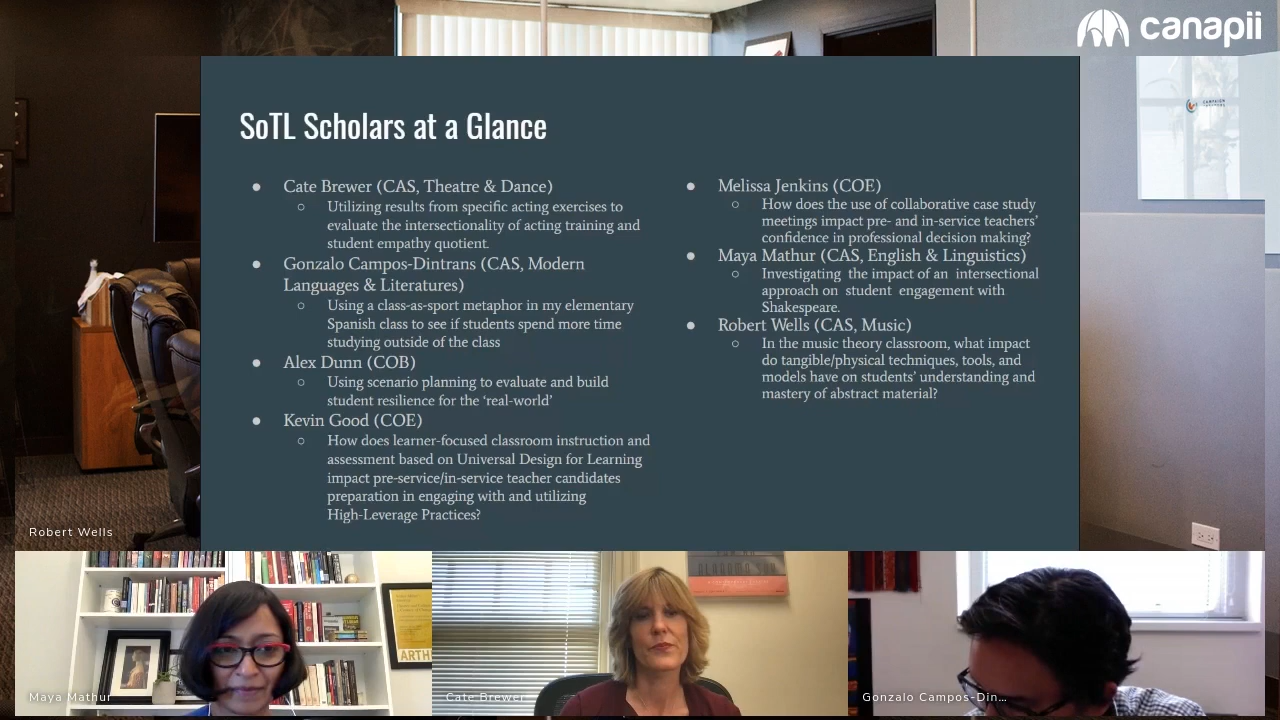 canapii
SoTL Scholars at a Glance
● Cate Brewer (CAS, Theatre & Dance)
○ Utilizing results from specific acting exercises to
evaluate the intersectionality of acting training and
student empathy quotient.
● Gonzalo Campos-Dintrans (CAS, Modern
Languages & Literatures)
○ Using a class-as-sport metaphor in my elementary
Spanish class to see if students spend more time
studying outside of the class
● Alex Dunn (COB)
○ Using scenario planning to evaluate and build
student resilience for the ‘real-world’
● Kevin Good (COE)
○ How does learner-focused classroom instruction and
assessment based on Universal Design for Learning
impact pre-service/in-service teacher candidates
preparation in engaging with and utilizing
High-Leverage Practices?
● Melissa Jenkins (COE)
○ How does the use of collaborative case study
meetings impact pre- and in-service teachers’
confidence in professional decision making?
● Maya Mathur (CAS, English & Linguistics)
○ Investigating the impact of an intersectional
approach on student engagement with
Shakespeare.
● Robert Wells (CAS, Music)
○ In the music theory classroom, what impact
do tangible/physical techniques, tools, and
models have on students’ understanding and
mastery of abstract material?
Robert Wells
ARTH
Maya Mathur
Cate Brewer
Gonzalo Campos-Din...